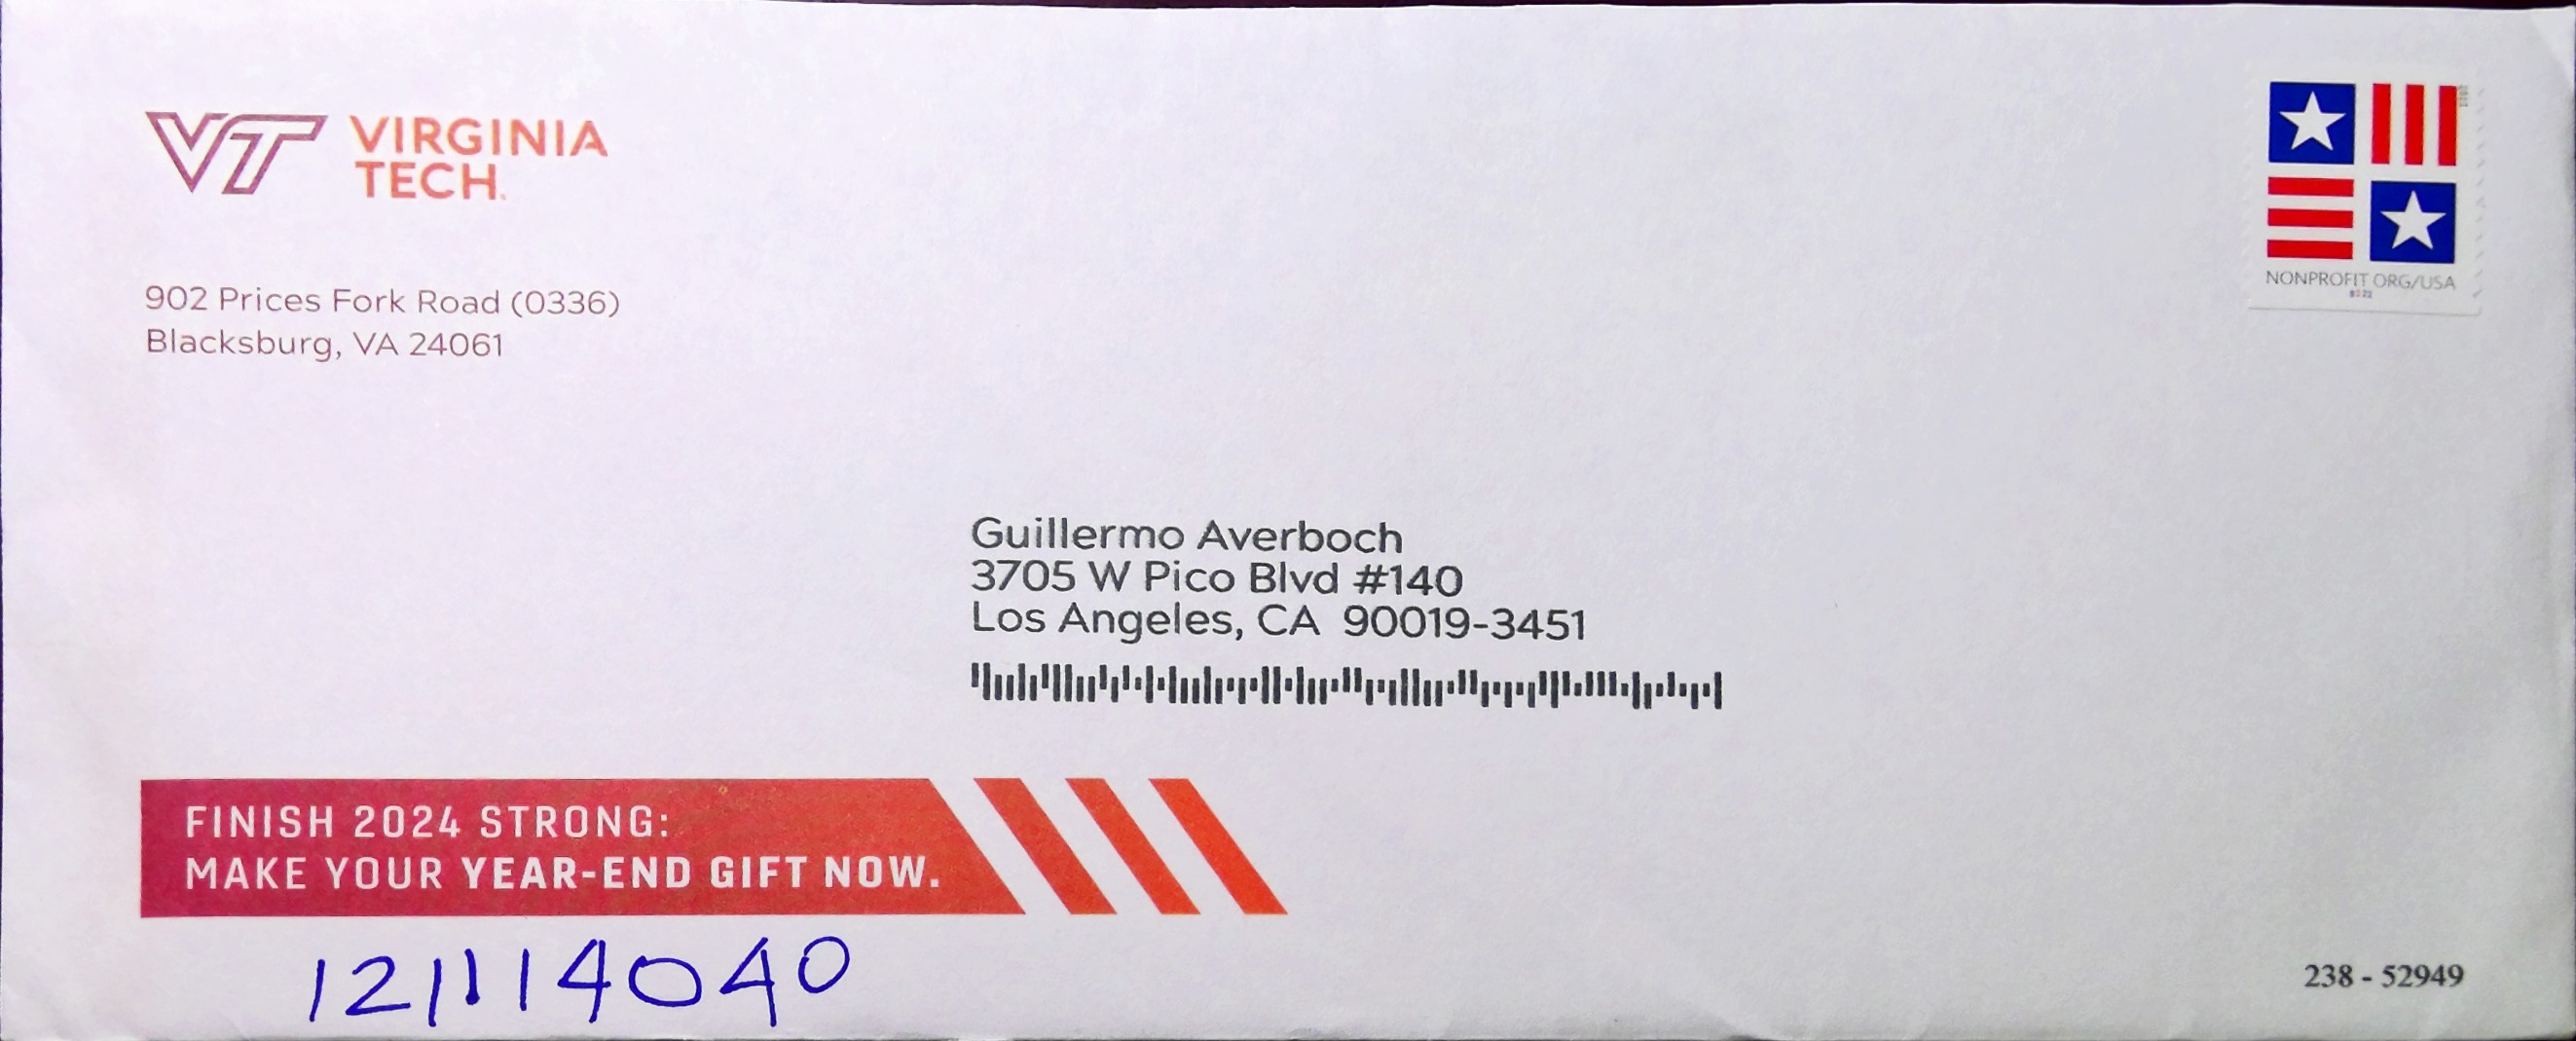 VT VIRGINIA
TECH.
902 Prices Fork Road (0336)
Blacksburg, VA 24061
NONPROFIT ORG/USA
Guillermo Averboch
3705 W Pico Blvd #140
Los Angeles, CA 90019-3451
FINISH 2024 STRONG:
MAKE YOUR YEAR-END GIFT NOW.
121114040
238 - 52949